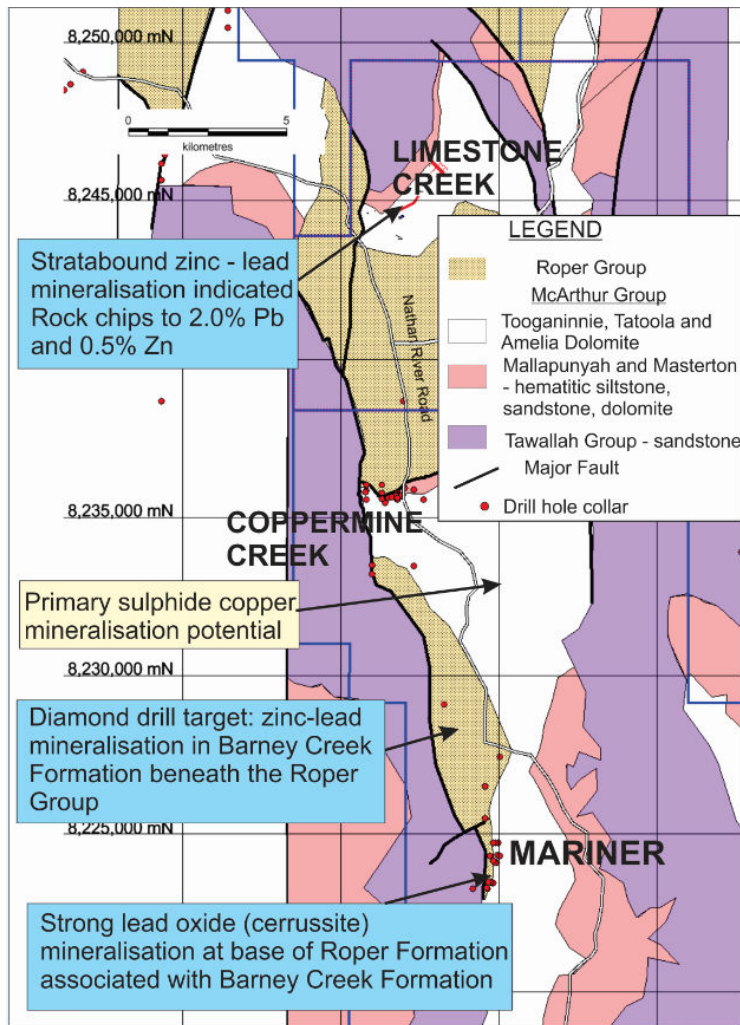 8,250,000 mN
0 5
kilometres
LIMESTONE
CREEK
8,245,000 mN
Stratabound zinc - lead
mineralisation indicated
Rock chips to 2.0% Pb
and 0.5% Zn
Nathan River Road
LEGEND
Roper Group
McArthur Group
Tooganinnie, Tatoola and
Amelia Dolomite
Mallapunyah and Masterton
- hematitic siltstone,
sandstone, dolomite
Tawallah Group - sandstone
Major Fault
Drill hole collar
8,235,000 mN
COPPERMINE
CREEK
Primary sulphide copper
mineralisation potential
8,230,000 mN
Diamond drill target: zinc-lead
mineralisation in Barney Creek
Formation beneath the Roper
Group
8,225,000 mN
MARINER
Strong lead oxide (cerrussite)
mineralisation at base of Roper Formation
associated with Barney Creek Formation